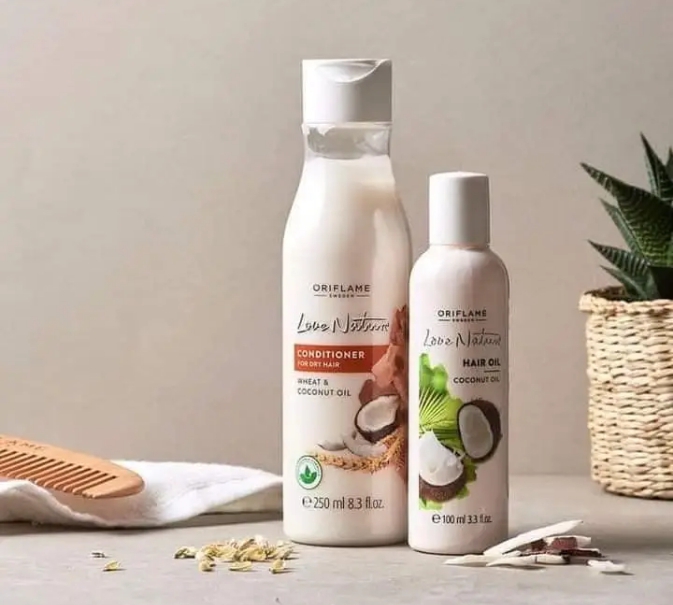 ORIFLAME
SWEDEN
Love Nature
CONDITIONER
FOR DRY HAIR
WHEAT &
COCONUT OIL
℮250 ml 8.3 fl.oz.
ORIFLAME
SWEDEN
Love Nature
HAIR OIL
COCONUT OIL
℮100 ml 3.3 fl.oz.